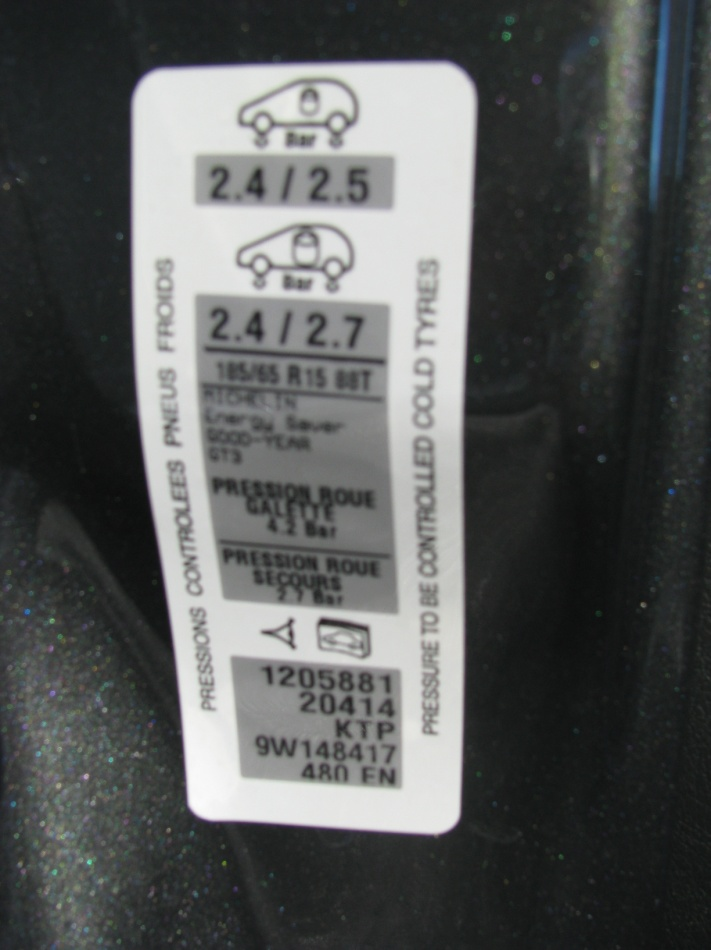 Bar
2.4 / 2.5
Bar
2.4 / 2.7
185/65 R15 88T
MICHELIN
Energy Saver
GOOD-YEAR
GT3
PRESSION ROUE
GALETTE
4.2 Bar
PRESSION ROUE
SECOURS
2.7 Bar
1205881
20414
KTP
9W148417
480 EN
PRESSIONS CONTROLEES PNEUS FROIDS
PRESSURE TO BE CONTROLLED COLD TYRES